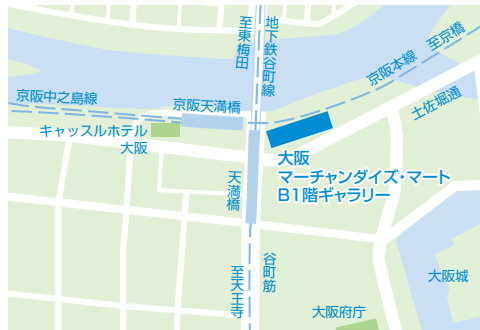 至東梅田
地下鉄谷町線
至京橋
京阪本線
京阪中之島線
京阪天満橋
土佐堀通
キャッスルホテル
大阪
大阪
マーチャンダイズ・マート
B1階ギャラリー
天満橋
谷町筋
至天王寺
大阪城
大阪府庁